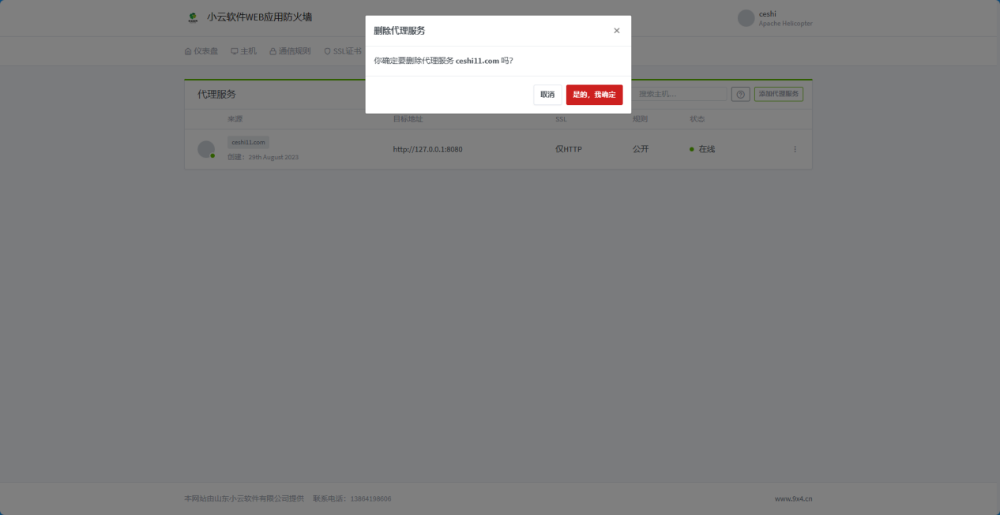 小云软件WEB应用防火墙
ceshi
Apache Helicopter
仪表盘 主机 通信规则 SSL证书
删除代理服务 ×
你确定要删除代理服务 ceshi11.com 吗？
取消 是的，我确定
代理服务 搜索主机... 添加代理服务
来源 目标地址 SSL 规则 状态
ceshi11.com
创建：29th August 2023
http://127.0.0.1:8080 仅HTTP 公开 在线
本网站由山东小云软件有限公司提供 联系电话：13864198606 www.9x4.cn